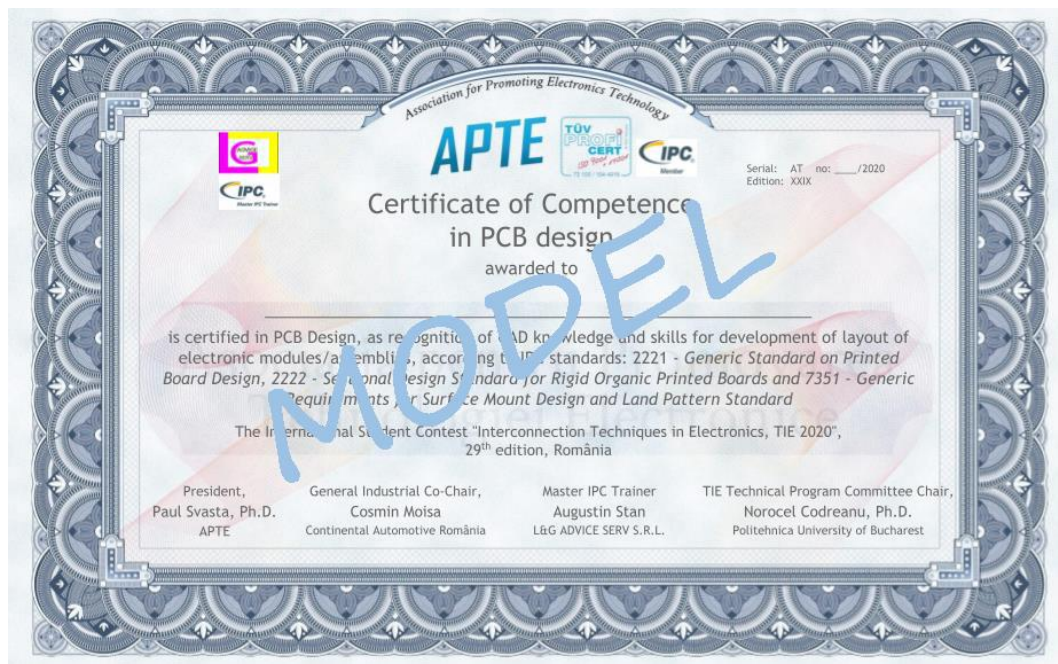 Association for Promoting Electronics Technology
APTE
TÜV
PROFi
CERT
ISO 9001
IPC
Member
LG
IPC
Master IPC Trainer
Serial: AT no: ____/2020
Edition: XXIX
Certificate of Competence
in PCB design
awarded to
is certified in PCB Design, as recognition of CAD knowledge and skills for development of layout of
electronic modules/assemblies, according to IPC standards: 2221 - Generic Standard on Printed
Board Design, 2222 - Sectional Design Standard for Rigid Organic Printed Boards and 7351 - Generic
Requirements for Surface Mount Design and Land Pattern Standard
The International Student Contest "Interconnection Techniques in Electronics, TIE 2020",
29th edition, România
MODEL
President,
Paul Svasta, Ph.D.
APTE
General Industrial Co-Chair,
Cosmin Moisa
Continental Automotive România
Master IPC Trainer
Augustin Stan
L&G ADVICE SERV S.R.L.
TIE Technical Program Committee Chair,
Norocel Codreanu, Ph.D.
Politehnica University of Bucharest